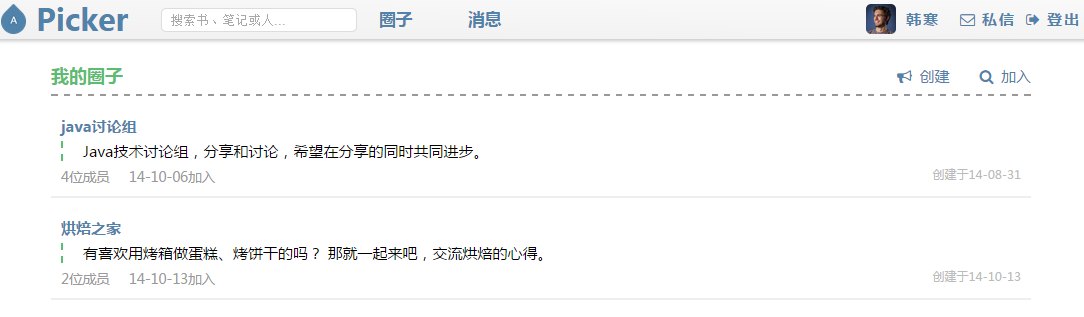 A Picker 搜索书、笔记或人... 圈子 消息 韩寒 私信 登出
我的圈子 创建 加入
java讨论组
Java技术讨论组，分享和讨论，希望在分享的同时共同进步。
4位成员 14-10-06加入 创建于14-08-31
烘焙之家
有喜欢用烤箱做蛋糕、烤饼干的吗？ 那就一起来吧，交流烘焙的心得。
2位成员 14-10-13加入 创建于14-10-13